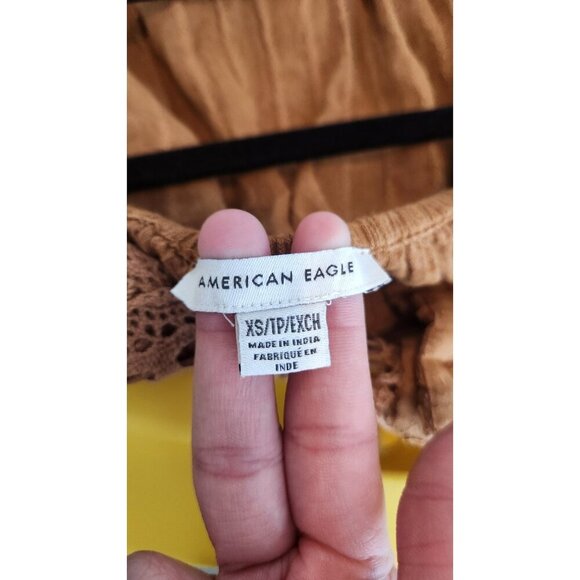 AMERICAN EAGLE
XS/TP/EXCH
MADE IN INDIA
FABRIQUÉ EN
INDE